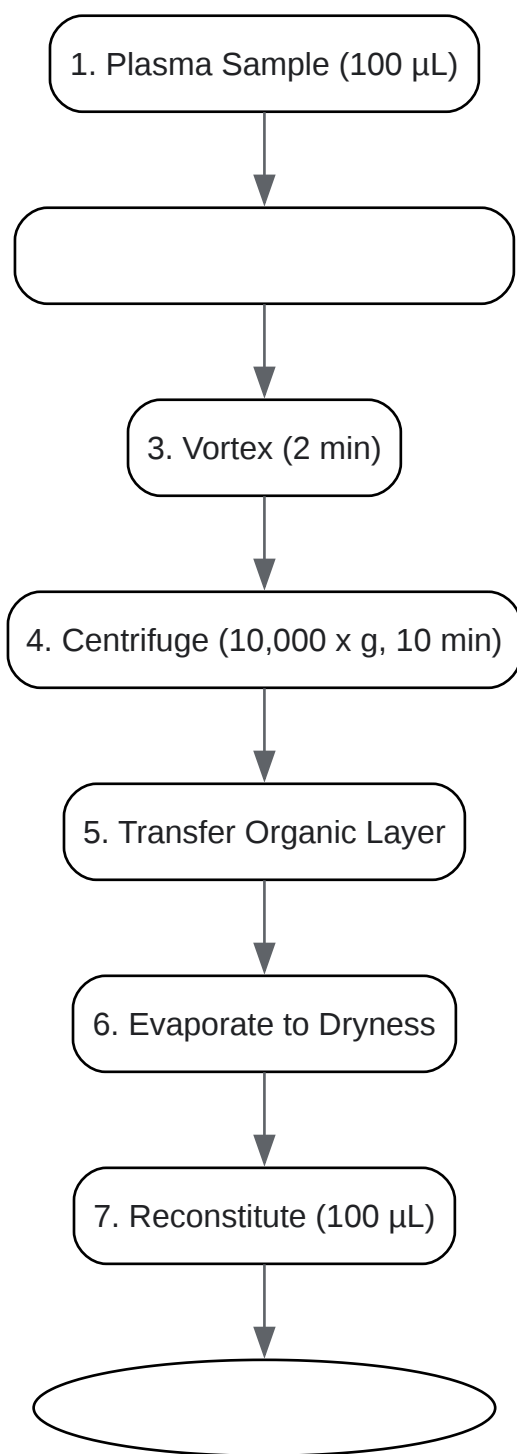 1. Plasma Sample (100 µL)
3. Vortex (2 min)
4. Centrifuge (10,000 x g, 10 min)
5. Transfer Organic Layer
6. Evaporate to Dryness
7. Reconstitute (100 µL)